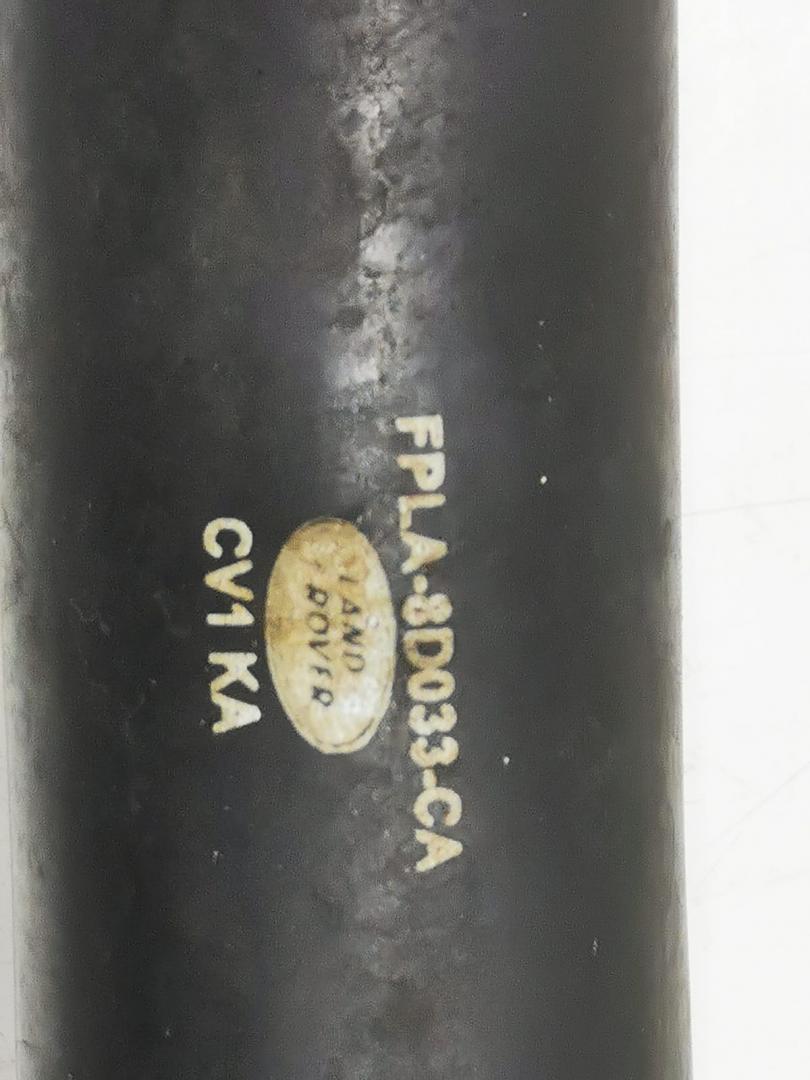 FPLA-8D033-CA
LAND
ROVER
CV1 KA